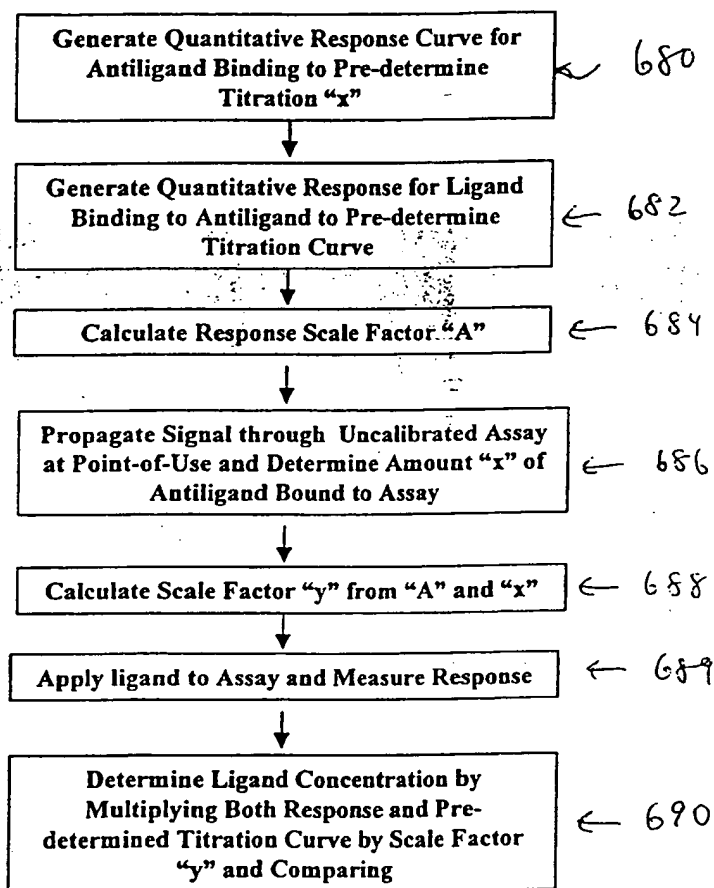 Generate Quantitative Response Curve for
Antiligand Binding to Pre-determine
Titration “x”
680
Generate Quantitative Response for Ligand
Binding to Antiligand to Pre-determine
Titration Curve
682
Calculate Response Scale Factor “A”
684
Propagate Signal through Uncalibrated Assay
at Point-of-Use and Determine Amount “x” of
Antiligand Bound to Assay
686
Calculate Scale Factor “y” from “A” and “x”
688
Apply ligand to Assay and Measure Response
689
Determine Ligand Concentration by
Multiplying Both Response and Pre-
determined Titration Curve by Scale Factor
“y” and Comparing
690